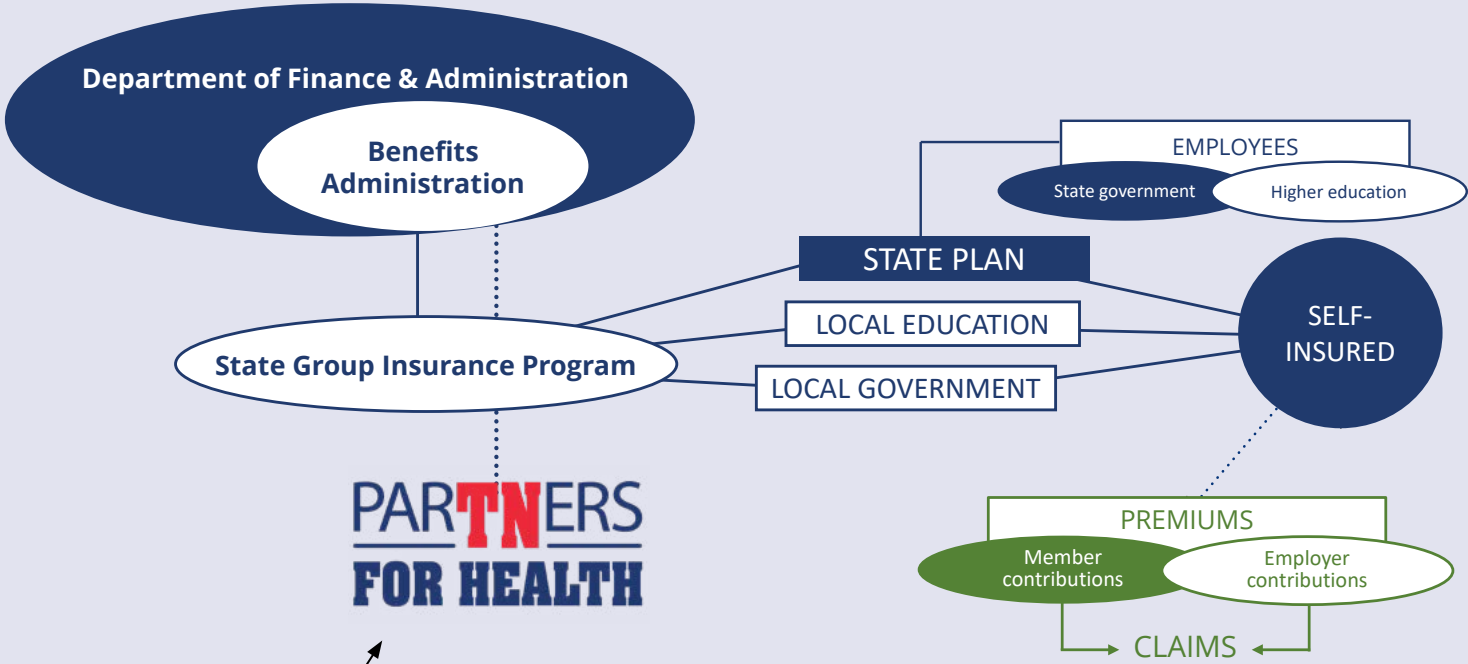 Department of Finance & Administration
Benefits
Administration
EMPLOYEES
State government
Higher education
STATE PLAN
LOCAL EDUCATION
LOCAL GOVERNMENT
SELF-
INSURED
State Group Insurance Program
PARTNERS
FOR HEALTH
PREMIUMS
Member
contributions
Employer
contributions
CLAIMS